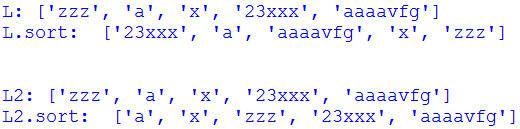 L: ['zzz', 'a', 'x', '23xxx', 'aaaavfg']
L.sort:  ['23xxx', 'a', 'aaaavfg', 'x', 'zzz']
L2: ['zzz', 'a', 'x', '23xxx', 'aaaavfg']
L2.sort:  ['a', 'x', 'zzz', '23xxx', 'aaaavfg']